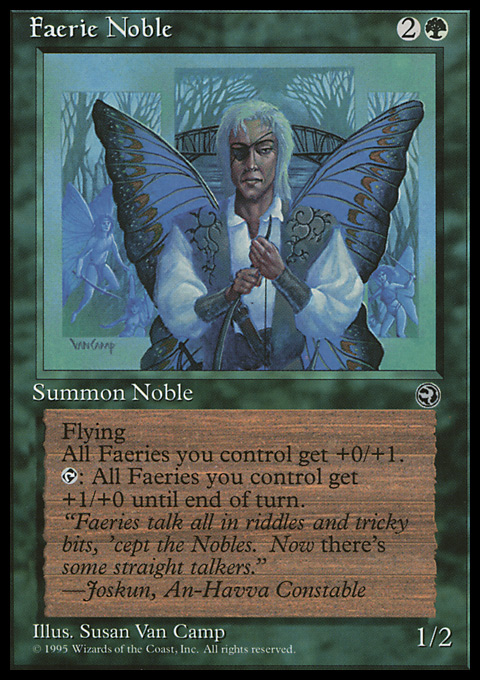 Faerie Noble 2
VAN CAMP
Summon Noble
Flying
All Faeries you control get +0/+1.
: All Faeries you control get
+1/+0 until end of turn.
“Faeries talk all in riddles and tricky
bits, ’cept the Nobles. Now there’s
some straight talkers.”
—Joskun, An-Havva Constable
Illus. Susan Van Camp
1/2
© 1995 Wizards of the Coast, Inc. All rights reserved.